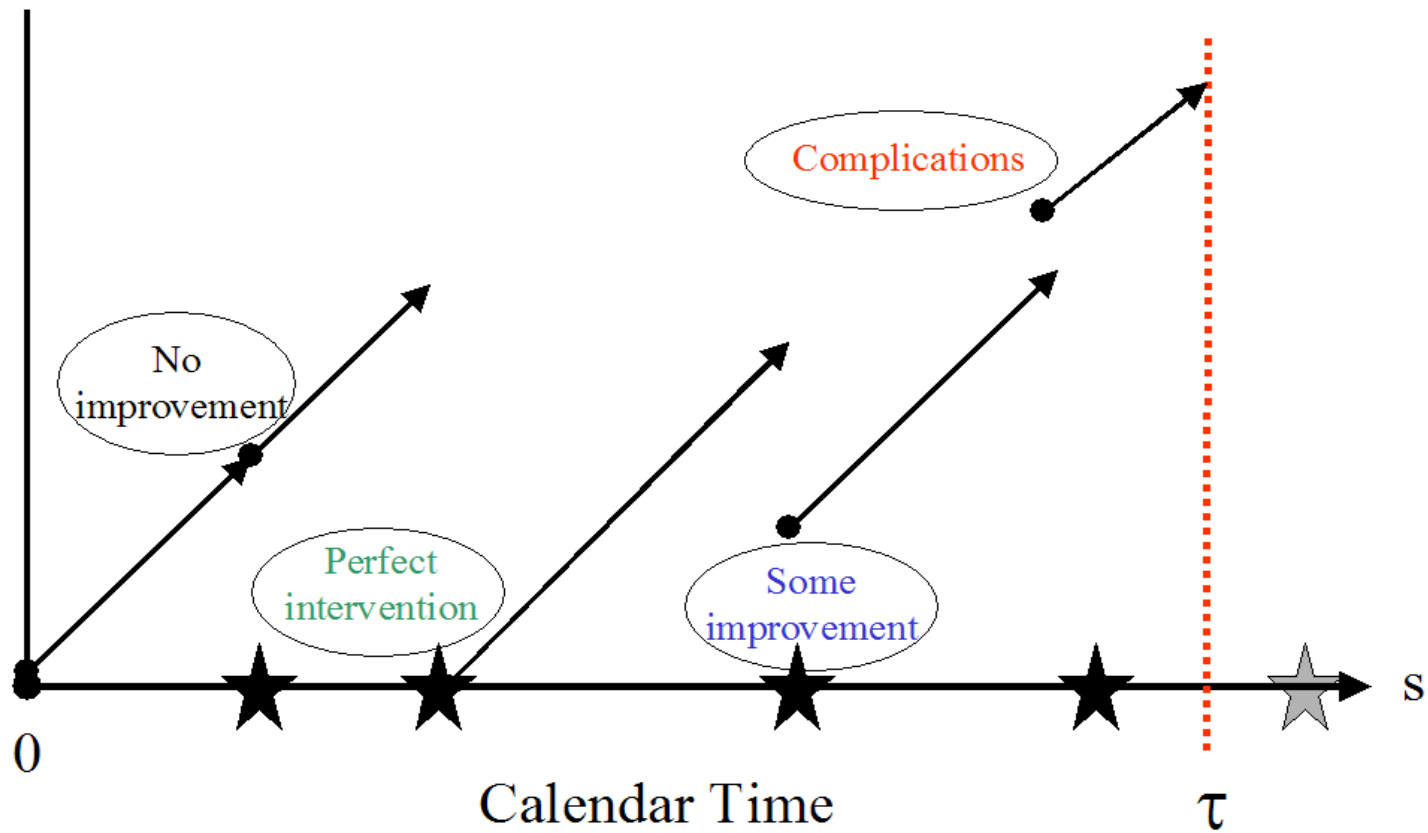 Complications
No
improvement
Perfect
intervention
Some
improvement
s
0
Calendar Time
τ